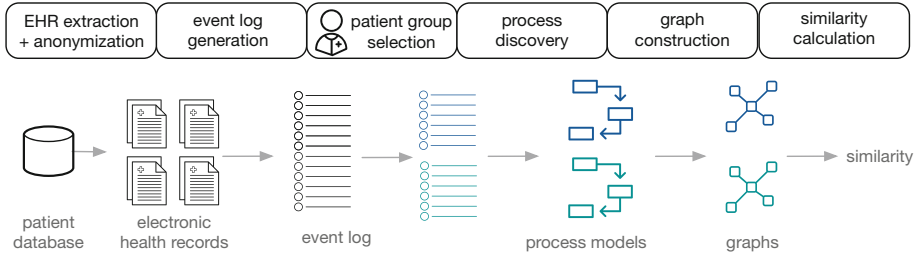 EHR extraction
+ anonymization
event log
generation
patient group
selection
process
discovery
graph
construction
similarity
calculation
patient
database
electronic
health records
event log
process models
graphs
similarity